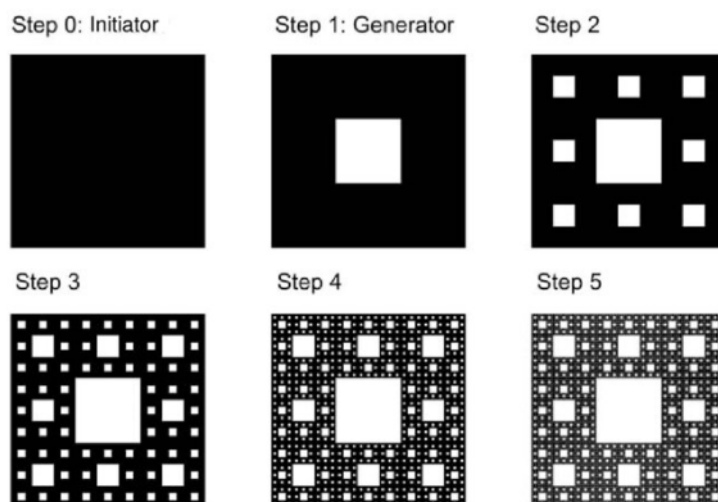 Step 0: Initiator
Step 1: Generator
Step 2
Step 3
Step 4
Step 5